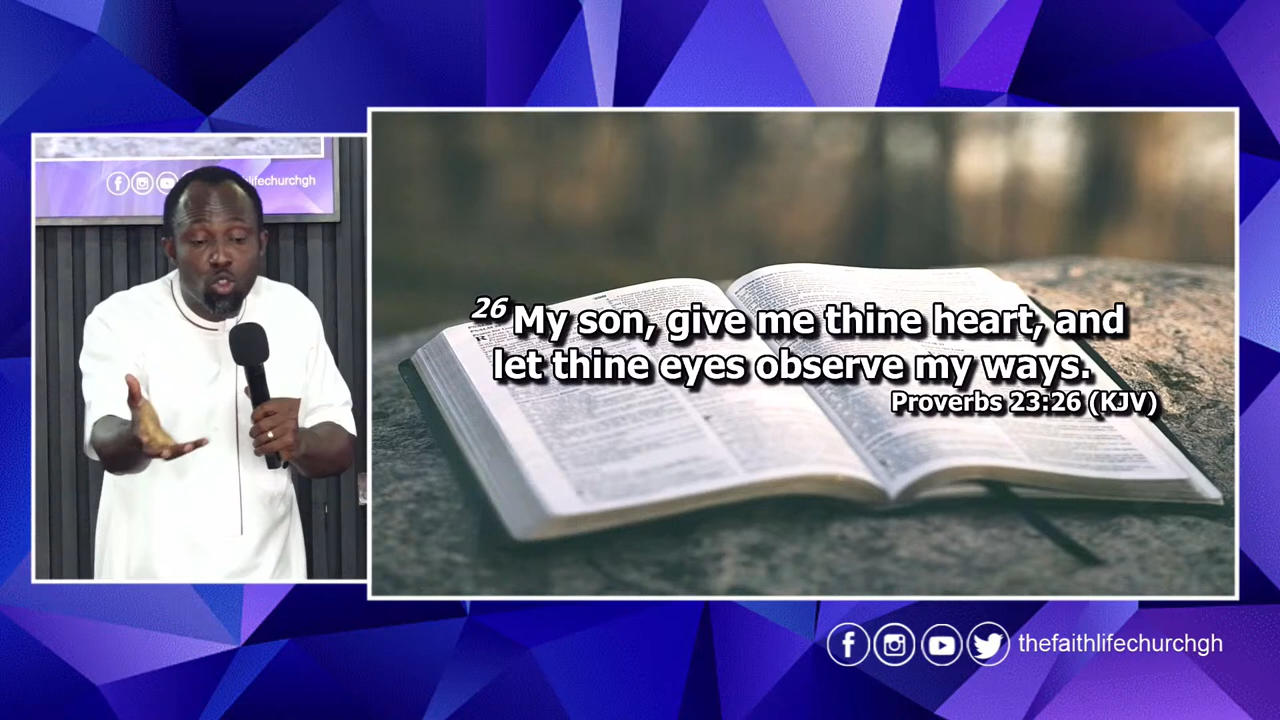 lifechurchgh
26 My son, give me thine heart, and
let thine eyes observe my ways.
Proverbs 23:26 (KJV)
thefaithlifechurchgh